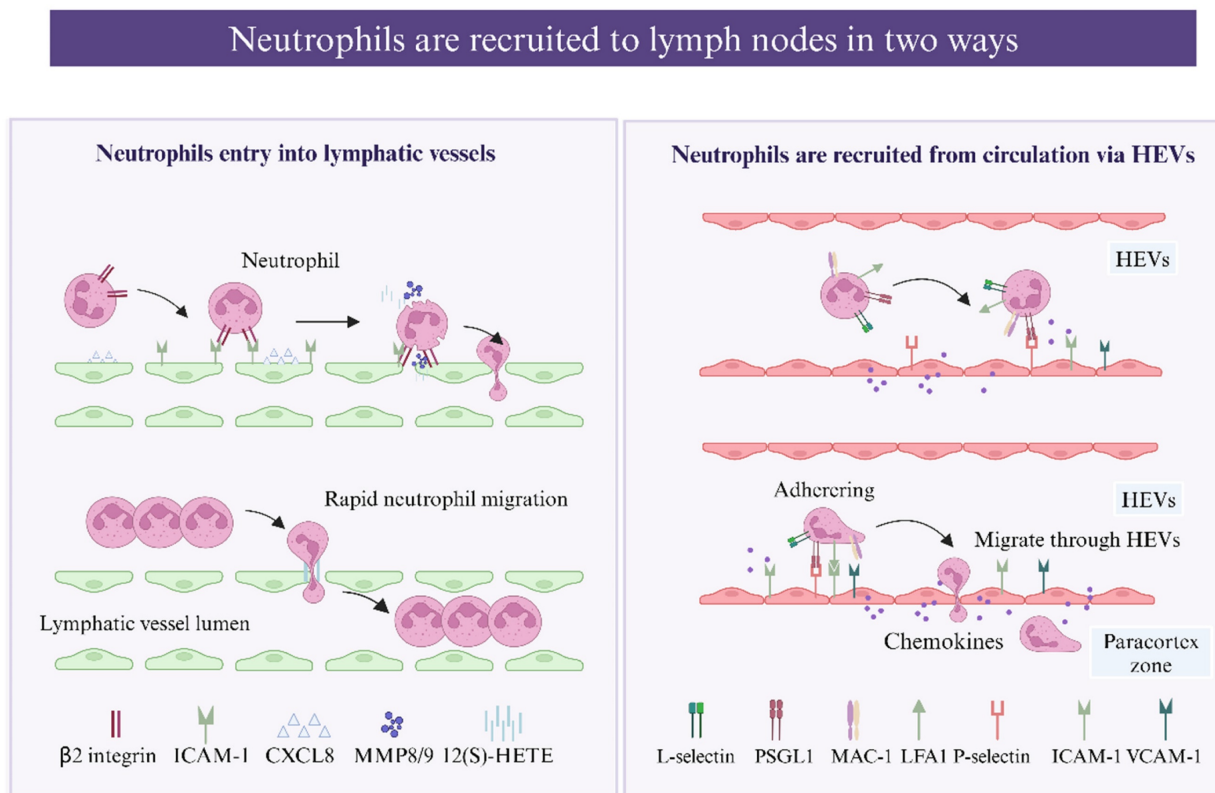 Neutrophils are recruited to lymph nodes in two ways
Neutrophils entry into lymphatic vessels
Neutrophil
Rapid neutrophil migration
Lymphatic vessel lumen
β2 integrin ICAM-1 CXCL8 MMP8/9 12(S)-HETE
Neutrophils are recruited from circulation via HEVs
HEVs
Adherering
HEVs
Migrate through HEVs
Chemokines
Paracortex
zone
L-selectin PSGL1 MAC-1 LFA1 P-selectin ICAM-1 VCAM-1